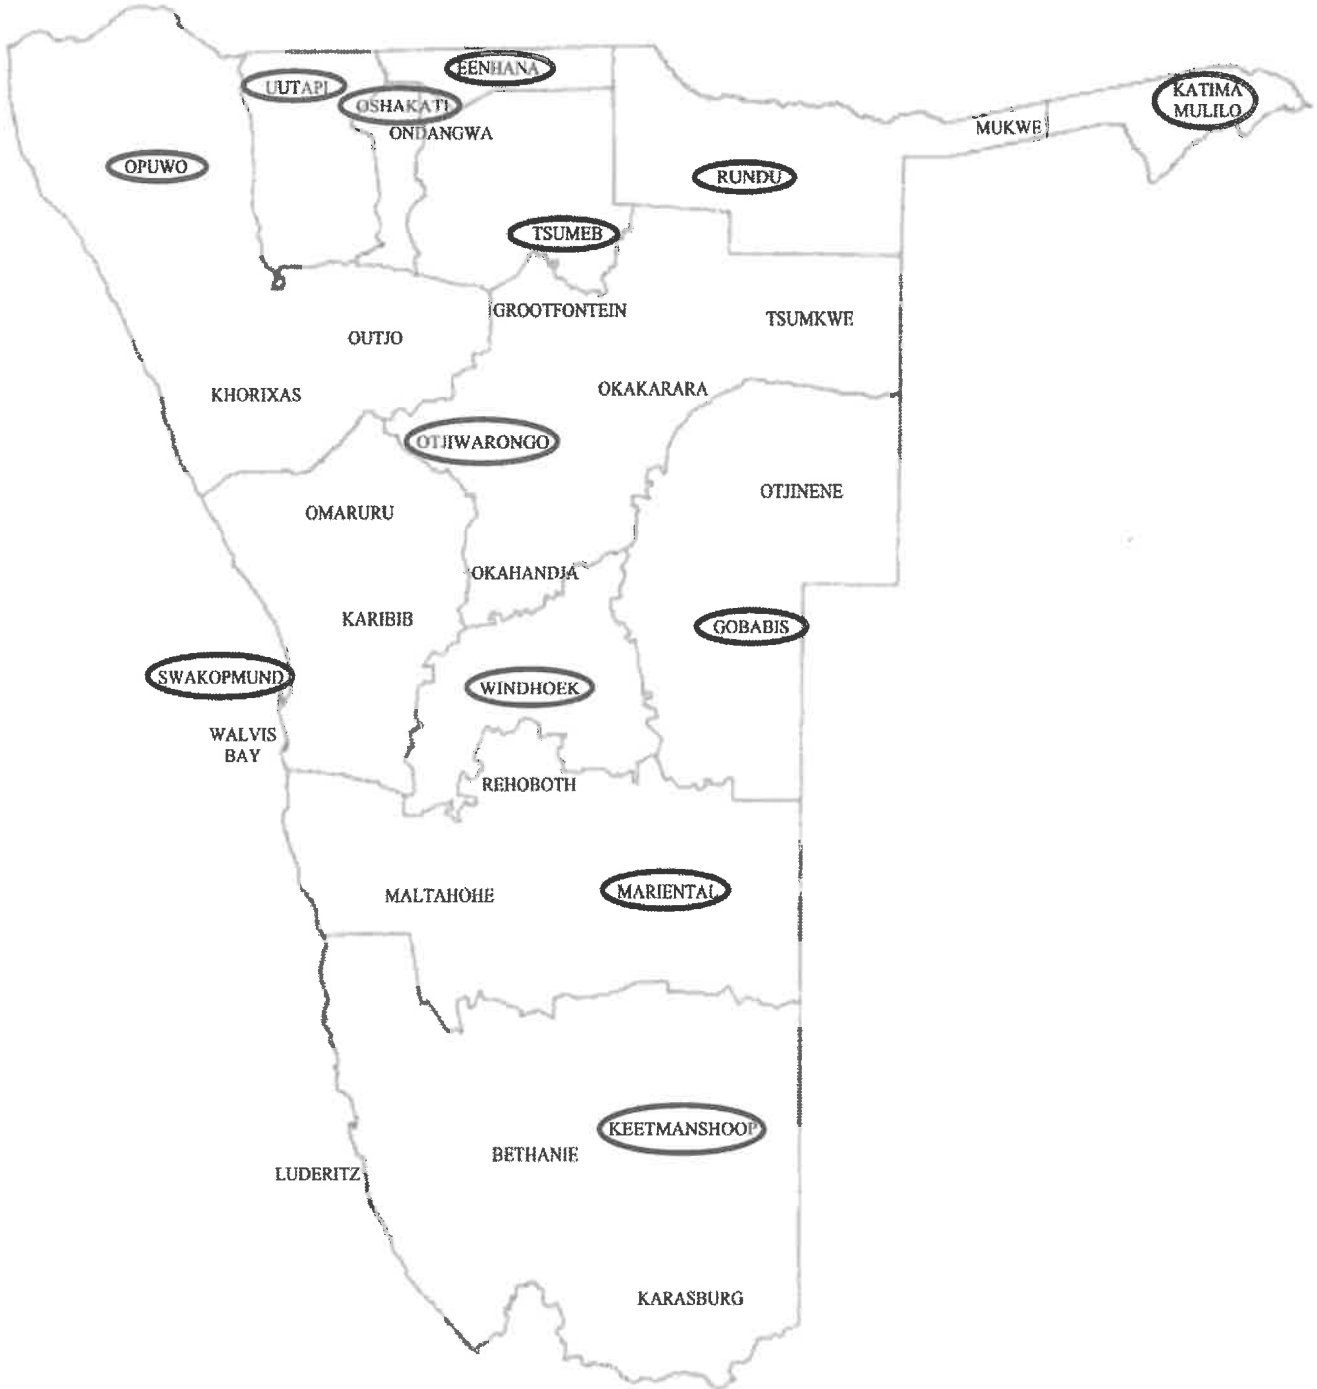 EENHANA
UUTAPI
OSHAKATI
KATIMA
MULILO
ONDANGWA
MUKWE
OPUWO
RUNDU
TSUMEB
GROOTFONTEIN
TSUMKWE
OUTJO
KHORIXAS
OKAKARARA
OTJIWARONGO
OTJINENE
OMARURU
OKAHANDJA
KARIBIB
GOBABIS
SWAKOPMUND
WINDHOEK
WALVIS
BAY
REHOBOTH
MALTAHOHE
MARIENTAL
KEETMANSHOOP
BETHANIE
LUDERITZ
KARASBURG